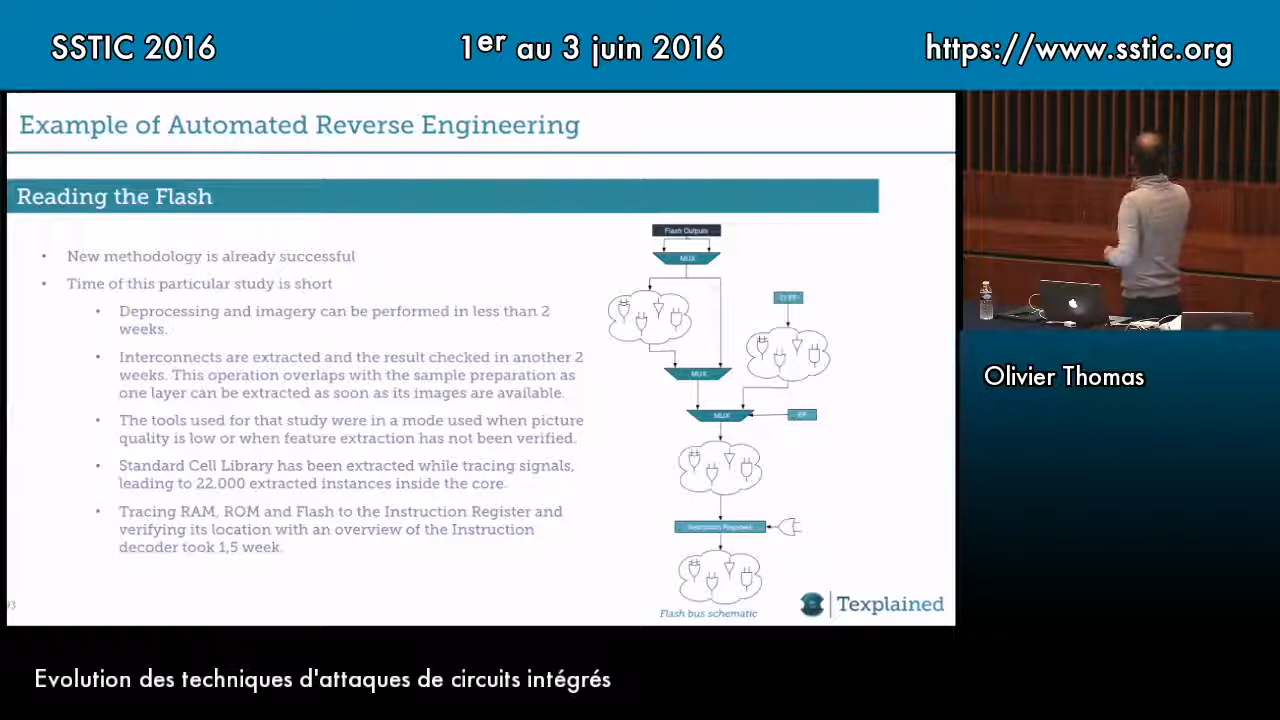 SSTIC 2016
1er au 3 juin 2016
https://www.sstic.org
Example of Automated Reverse Engineering
Reading the Flash
• New methodology is already successful
• Time of this particular study is short
• Deprocessing and imagery can be performed in less than 2
weeks.
• Interconnects are extracted and the result checked in another 2
weeks. This operation overlaps with the sample preparation as
one layer can be extracted as soon as its images are available.
• The tools used for that study were in a mode used when picture
quality is low or when feature extraction has not been verified.
• Standard Cell Library has been extracted while tracing signals,
leading to 22.000 extracted instances inside the core.
• Tracing RAM, ROM and Flash to the Instruction Register and
verifying its location with an overview of the Instruction
decoder took 1,5 week.
Flash Outputs
MUX
MUX
MUX
Instruction Registers
Flash bus schematic
93
Texplained
Olivier Thomas
Evolution des techniques d'attaques de circuits intégrés